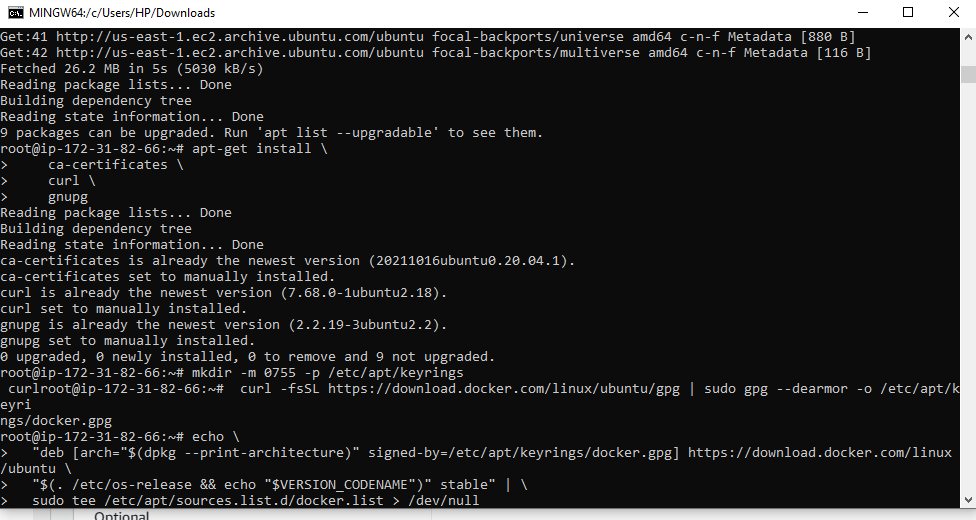 MINGW64:/c/Users/HP/Downloads
Get:41 http://us-east-1.ec2.archive.ubuntu.com/ubuntu focal-backports/universe amd64 c-n-f Metadata [880 B]
Get:42 http://us-east-1.ec2.archive.ubuntu.com/ubuntu focal-backports/multiverse amd64 c-n-f Metadata [116 B]
Fetched 26.2 MB in 5s (5030 kB/s)
Reading package lists... Done
Building dependency tree
Reading state information... Done
9 packages can be upgraded. Run 'apt list --upgradable' to see them.
root@ip-172-31-82-66:~# apt-get install \
>     ca-certificates \
>     curl \
>     gnupg
Reading package lists... Done
Building dependency tree
Reading state information... Done
ca-certificates is already the newest version (20211016ubuntu0.20.04.1).
ca-certificates set to manually installed.
curl is already the newest version (7.68.0-1ubuntu2.18).
curl set to manually installed.
gnupg is already the newest version (2.2.19-3ubuntu2.2).
gnupg set to manually installed.
0 upgraded, 0 newly installed, 0 to remove and 9 not upgraded.
root@ip-172-31-82-66:~# mkdir -m 0755 -p /etc/apt/keyrings
 curlroot@ip-172-31-82-66:~#  curl -fsSL https://download.docker.com/linux/ubuntu/gpg | sudo gpg --dearmor -o /etc/apt/k
eyri
ngs/docker.gpg
root@ip-172-31-82-66:~# echo \
>   "deb [arch="$(dpkg --print-architecture)" signed-by=/etc/apt/keyrings/docker.gpg] https://download.docker.com/linux
/ubuntu \
>   "$(. /etc/os-release && echo "$VERSION_CODENAME")" stable" | \
>   sudo tee /etc/apt/sources.list.d/docker.list > /dev/null
Optional